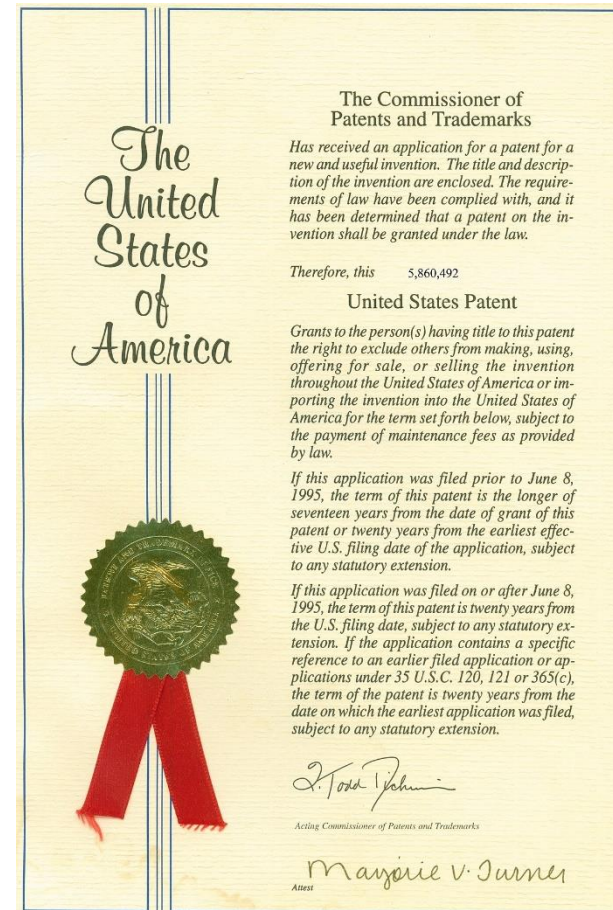 The
United
States
of
America
The Commissioner of
Patents and Trademarks
Has received an application for a patent for a
new and useful invention. The title and descrip-
tion of the invention are enclosed. The require-
ments of law have been complied with, and it
has been determined that a patent on the in-
vention shall be granted under the law.
Therefore, this 5,860,492
United States Patent
Grants to the person(s) having title to this patent
the right to exclude others from making, using,
offering for sale, or selling the invention
throughout the United States of America or im-
porting the invention into the United States of
America for the term set forth below, subject to
the payment of maintenance fees as provided
by law.
If this application was filed prior to June 8,
1995, the term of this patent is the longer of
seventeen years from the date of grant of this
patent or twenty years from the earliest effec-
tive U.S. filing date of the application, subject
to any statutory extension.
If this application was filed on or after June 8,
1995, the term of this patent is twenty years from
the U.S. filing date, subject to any statutory ex-
tension. If the application contains a specific
reference to an earlier filed application or ap-
plications under 35 U.S.C. 120, 121 or 365(c),
the term of the patent is twenty years from the
date on which the earliest application was filed,
subject to any statutory extension.
Todd
Acting Commissioner of Patents and Trademarks
Marjorie V. Turner
Attest